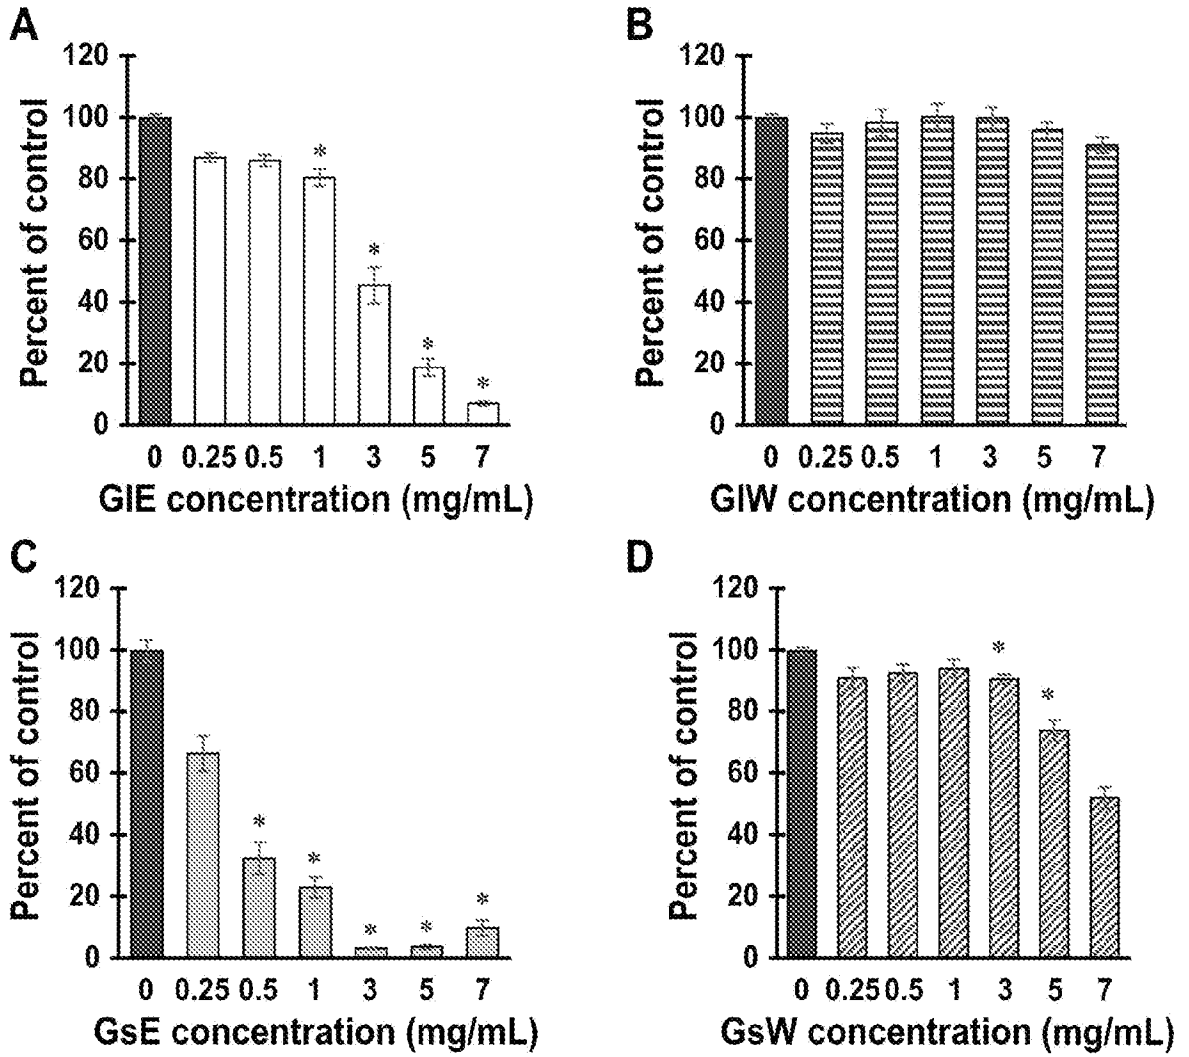 A
120
100
80
60
40
20
0
Percent of control
*
*
*
*
0 0.25 0.5 1 3 5 7
GlE concentration (mg/mL)
B
120
100
80
60
40
20
0
Percent of control
0 0.25 0.5 1 3 5 7
GlW concentration (mg/mL)
C
120
100
80
60
40
20
0
Percent of control
*
*
*
*
*
0 0.25 0.5 1 3 5 7
GsE concentration (mg/mL)
D
120
100
80
60
40
20
0
Percent of control
*
*
0 0.25 0.5 1 3 5 7
GsW concentration (mg/mL)